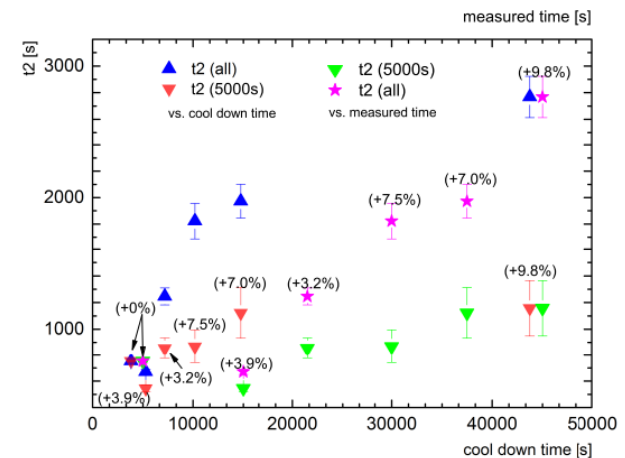 measured time [s]
t2 [s]
3000
2000
1000
t2 (all)
t2 (5000s)
vs. cool down time
t2 (5000s)
t2 (all)
vs. measured time
(+9.8%)
(+7.0%)
(+7.5%)
(+7.0%)
(+3.2%)
(+9.8%)
(+0%)
(+7.5%)
(+3.9%)
(+3.2%)
(+3.9%)
0
10000
20000
30000
40000
50000
cool down time [s]